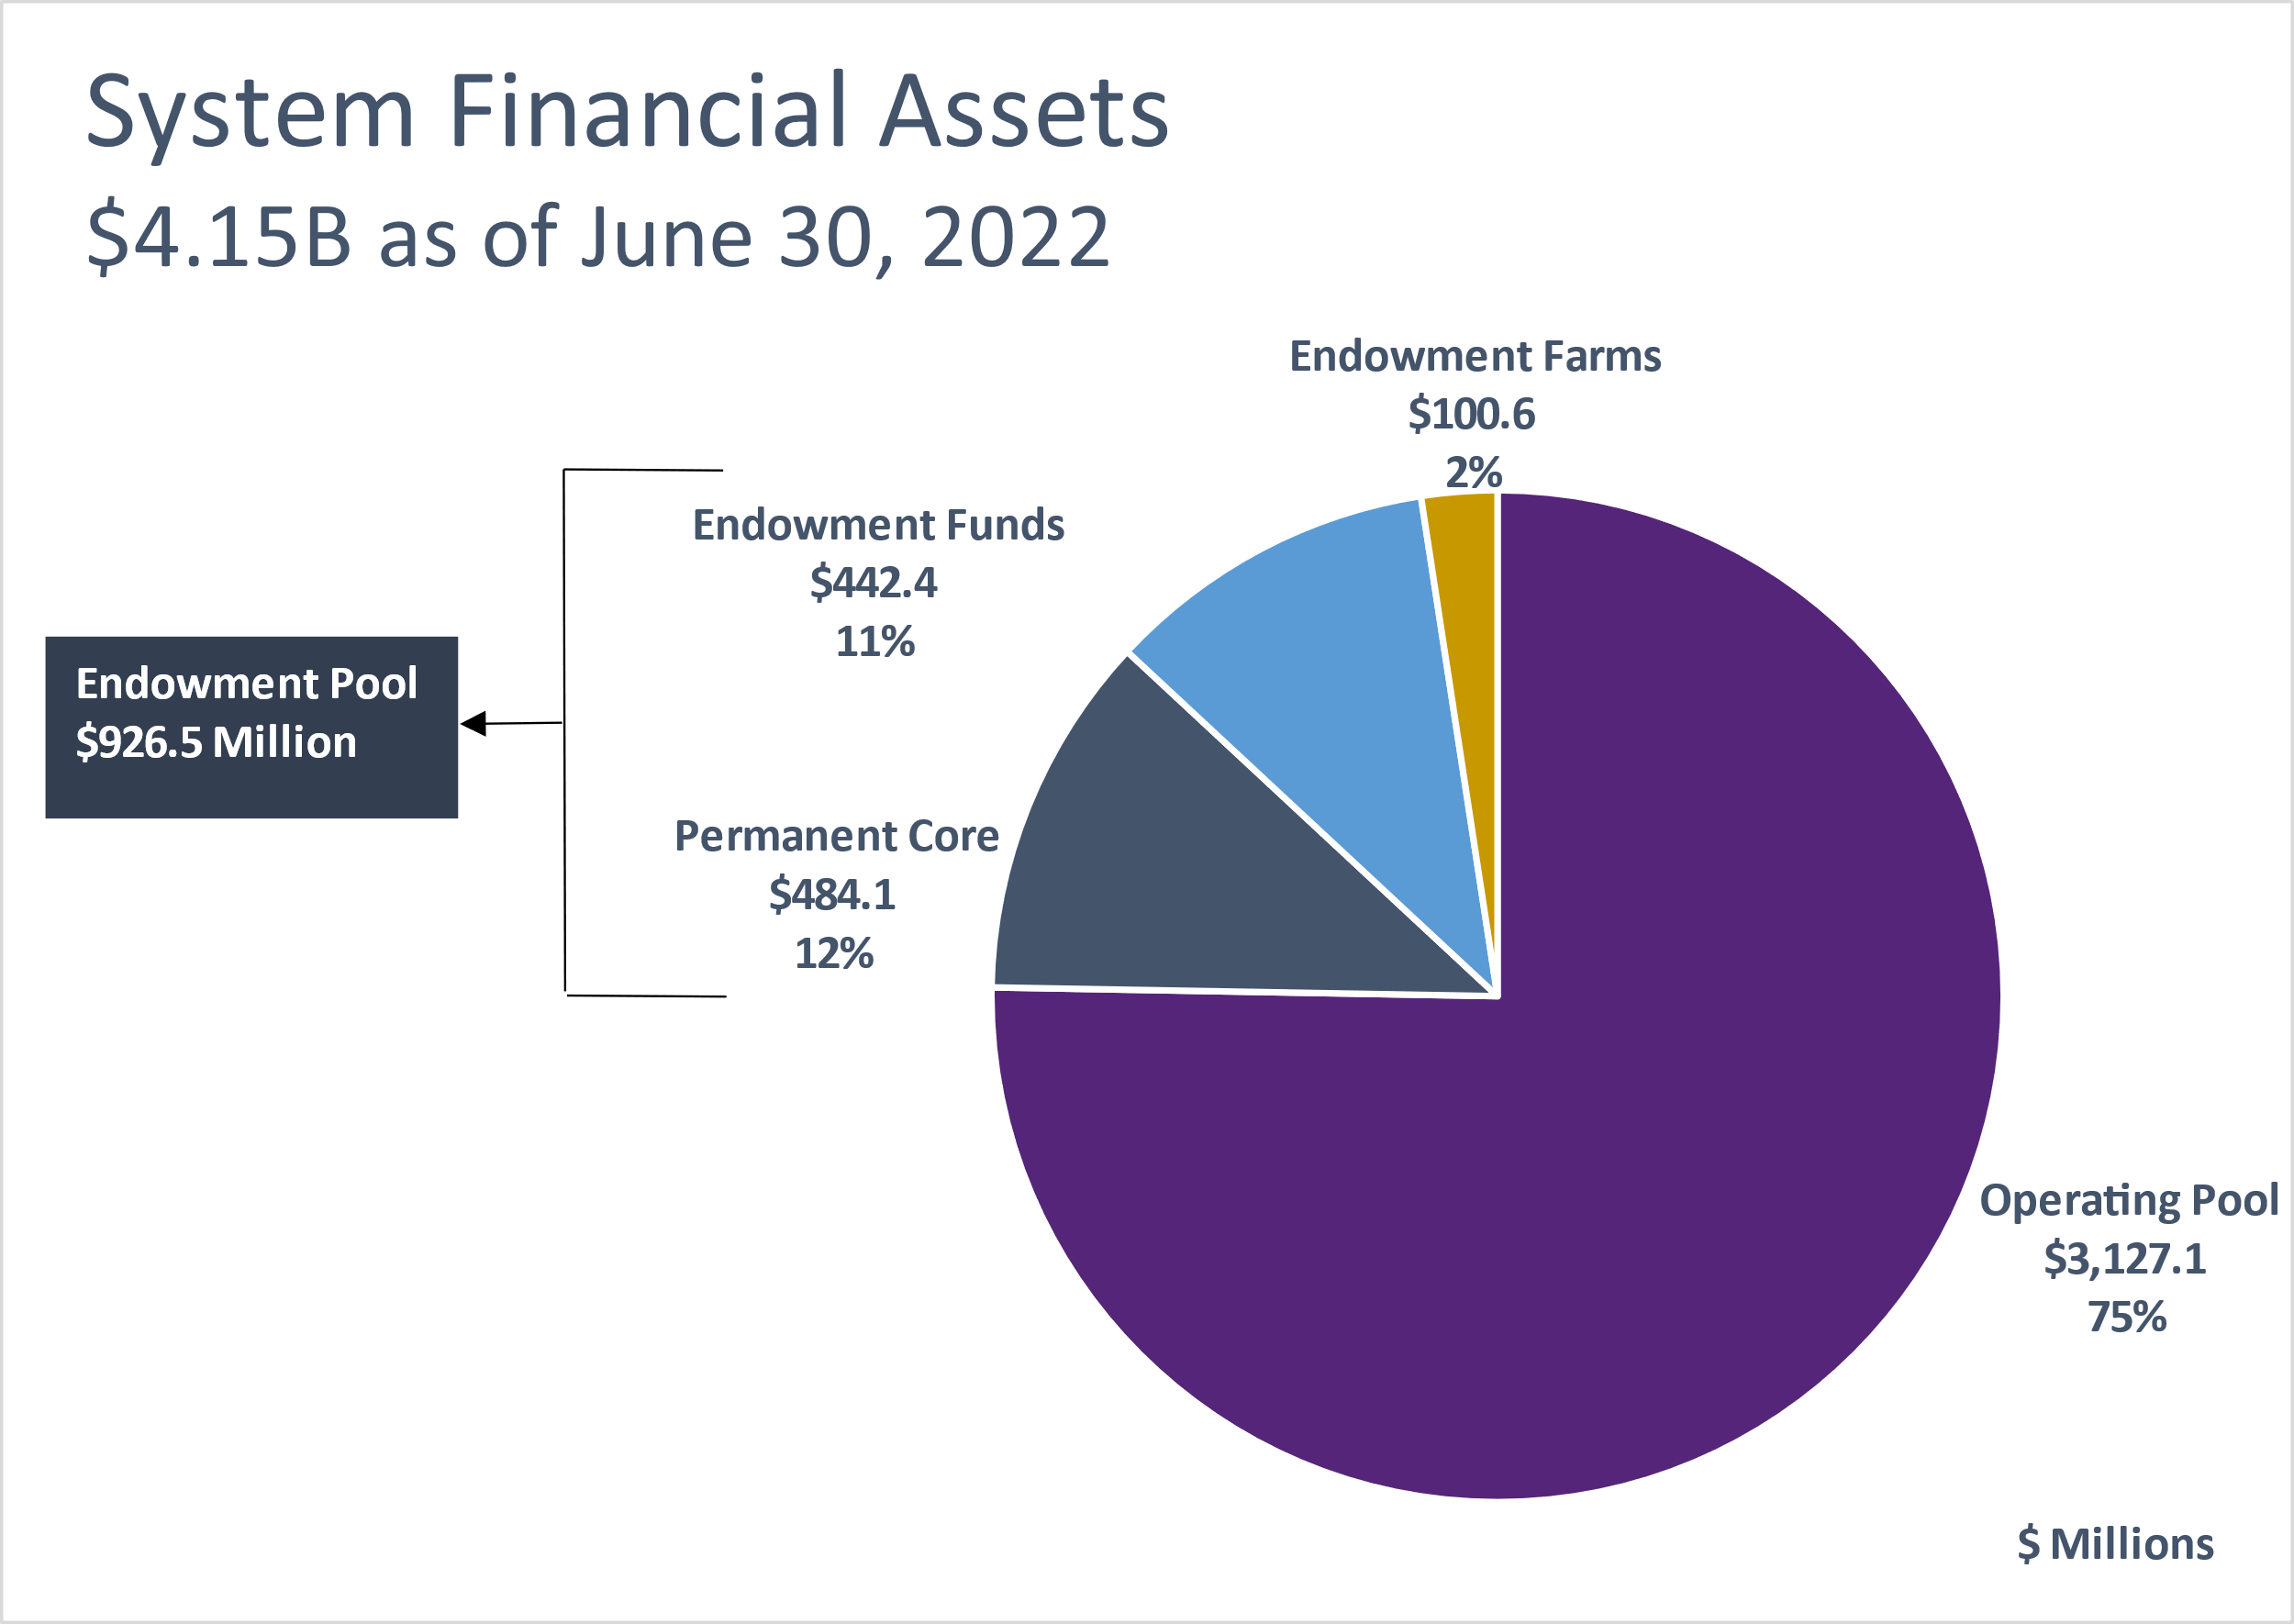 System Financial Assets
$4.15B as of June 30, 2022
Endowment Farms
$100.6
2%
Endowment Funds
$442.4
11%
Endowment Pool
$926.5 Million
Permanent Core
$484.1
12%
Operating Pool
$3,127.1
75%
$ Millions